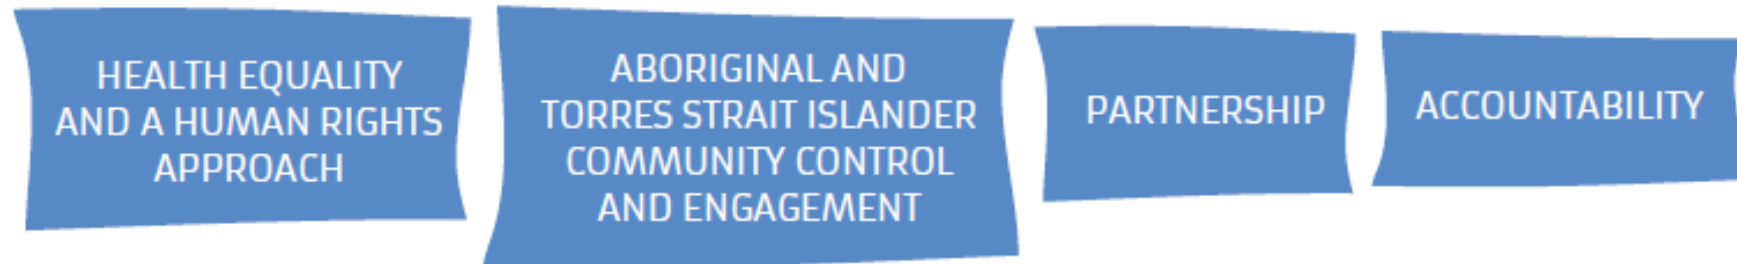 HEALTH EQUALITY
AND A HUMAN RIGHTS
APPROACH
ABORIGINAL AND
TORRES STRAIT ISLANDER
COMMUNITY CONTROL
AND ENGAGEMENT
PARTNERSHIP
ACCOUNTABILITY